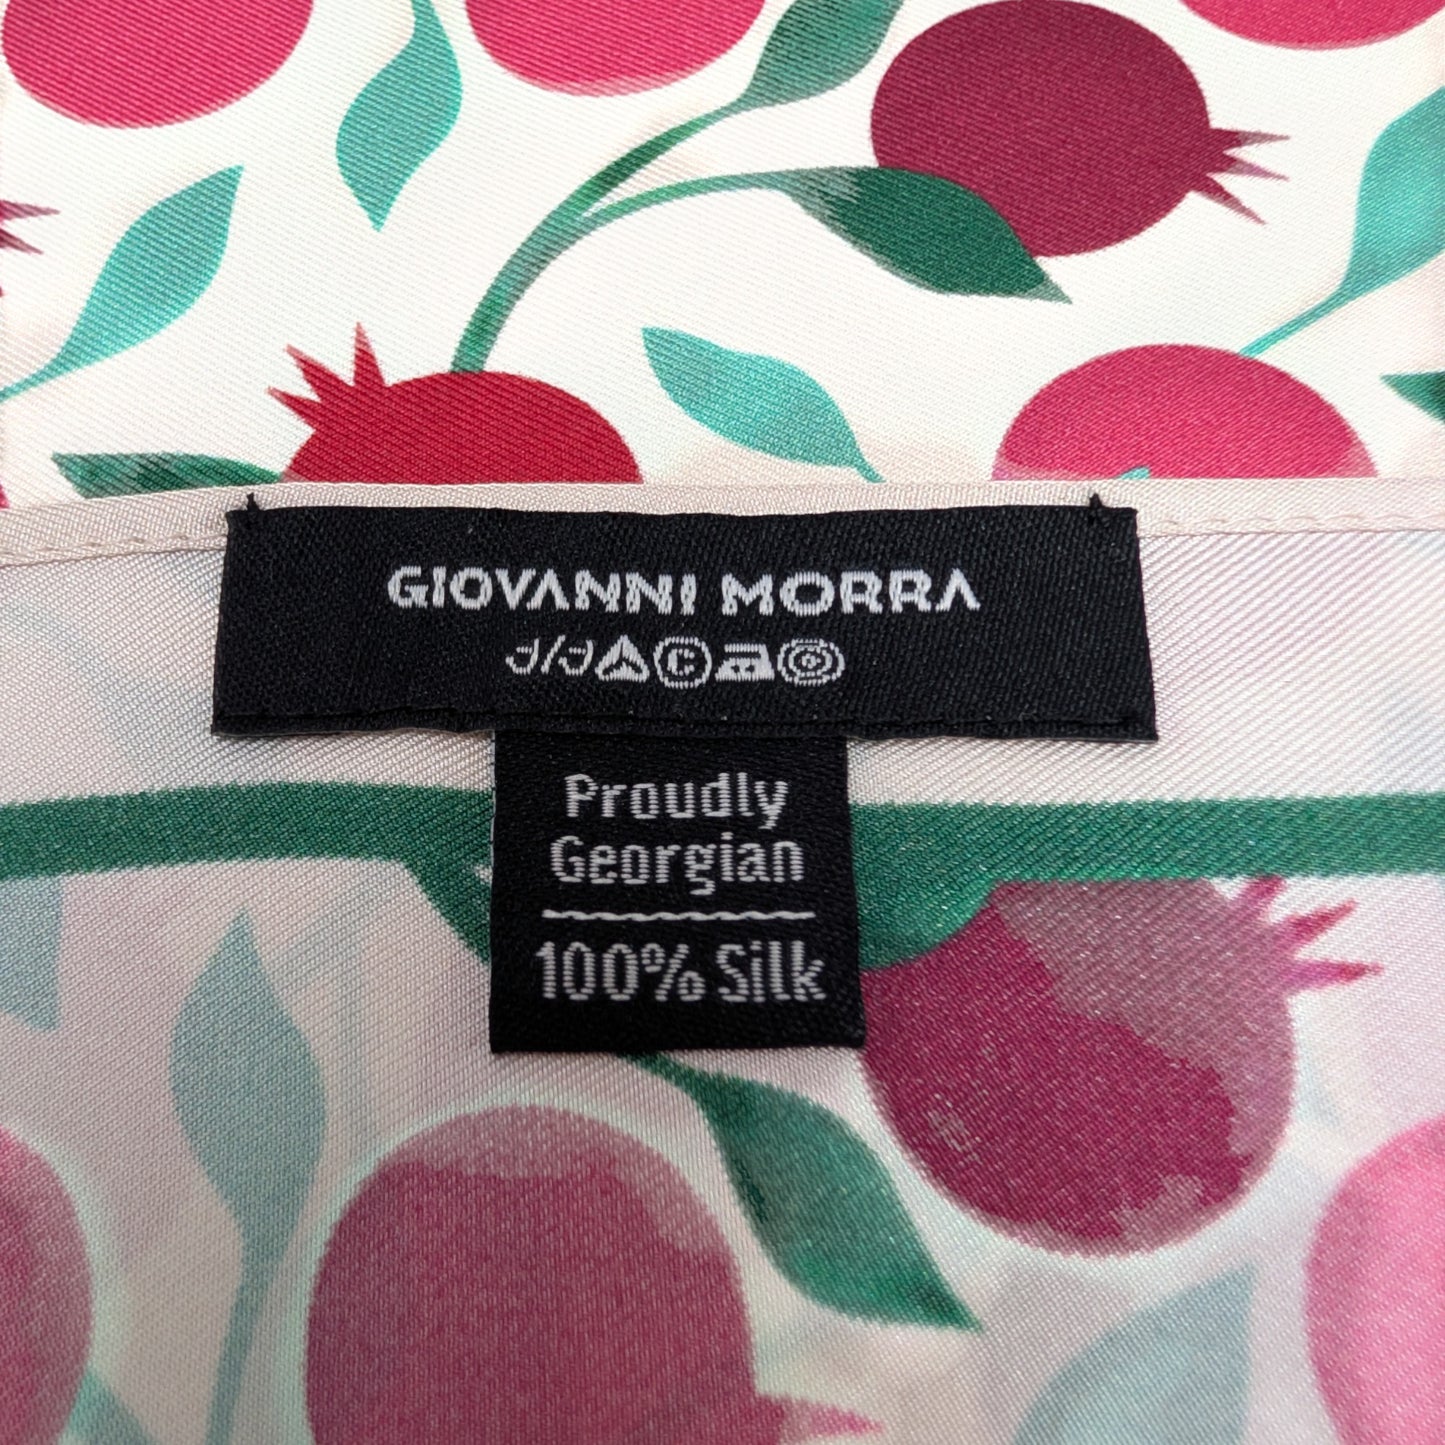 GIOVANNI MORRA
Proudly
Georgian
100% Silk